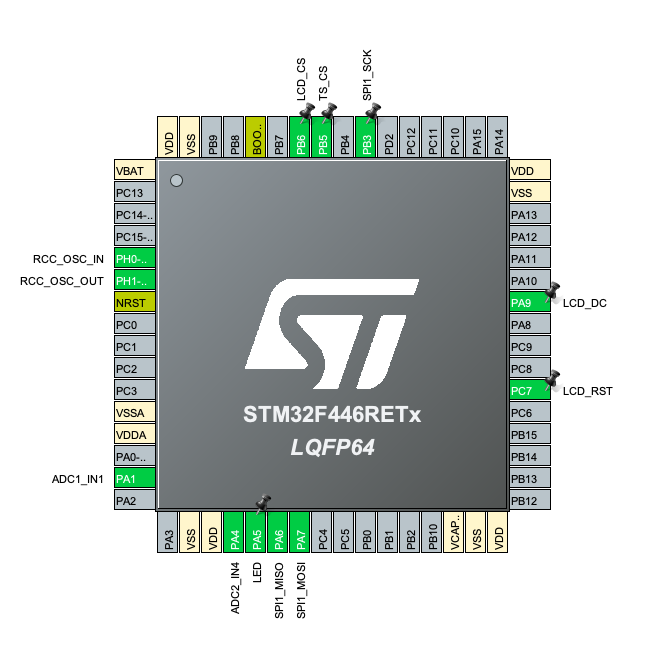 LCD_CS
TS_CS
SPI1_SCK
VDD
VSS
PB9
PB8
BOO..
PB7
PB6
PB5
PB4
PB3
PD2
PC12
PC11
PC10
PA15
PA14
VBAT
PC13
PC14-..
PC15-..
RCC_OSC_IN PH0-..
RCC_OSC_OUT PH1-..
NRST
PC0
PC1
PC2
PC3
VSSA
VDDA
PA0-..
ADC1_IN1 PA1
PA2
ST
STM32F446RETx
LQFP64
VDD
VSS
PA13
PA12
PA11
PA10
PA9 LCD_DC
PA8
PC9
PC8
PC7 LCD_RST
PC6
PB15
PB14
PB13
PB12
PA3
VSS
VDD
PA4
PA5
PA6
PA7
PC4
PC5
PB0
PB1
PB2
PB10
VCAP..
VSS
VDD
ADC2_IN4
LED
SPI1_MISO
SPI1_MOSI